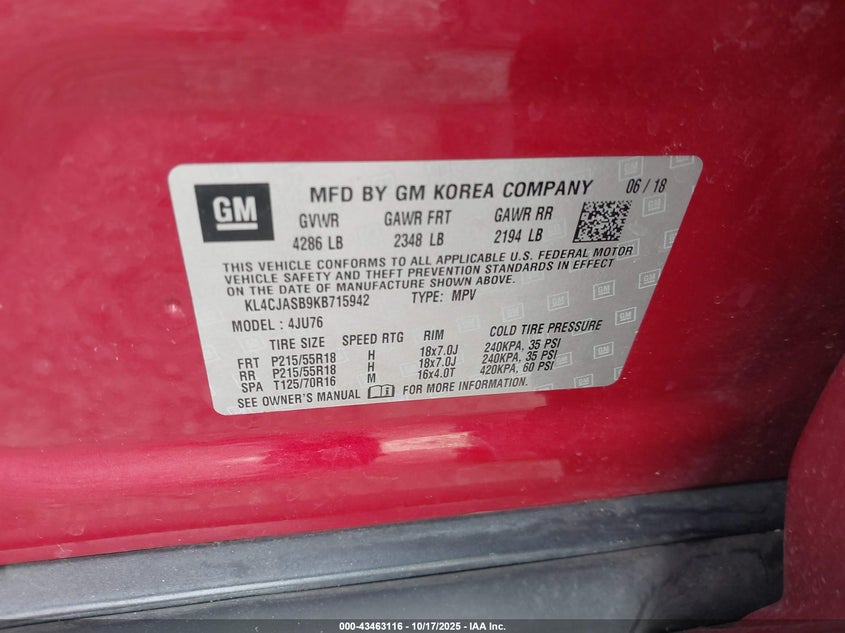 GM
MFD BY GM KOREA COMPANY 06 / 18
GVWR GAWR FRT GAWR RR
4286 LB 2348 LB 2194 LB
THIS VEHICLE CONFORMS TO ALL APPLICABLE U.S. FEDERAL MOTOR
VEHICLE SAFETY AND THEFT PREVENTION STANDARDS IN EFFECT
ON THE DATE OF MANUFACTURE SHOWN ABOVE.
KL4CJASB9KB715942 TYPE: MPV
MODEL : 4JU76
TIRE SIZE SPEED RTG RIM COLD TIRE PRESSURE
FRT P215/55R18 H 18x7.0J 240KPA, 35 PSI
RR P215/55R18 H 18x7.0J 240KPA, 35 PSI
SPA T125/70R16 M 16x4.0T 420KPA, 60 PSI
SEE OWNER'S MANUAL FOR MORE INFORMATION.
000-43463116 - 10/17/2025 - IAA Inc.